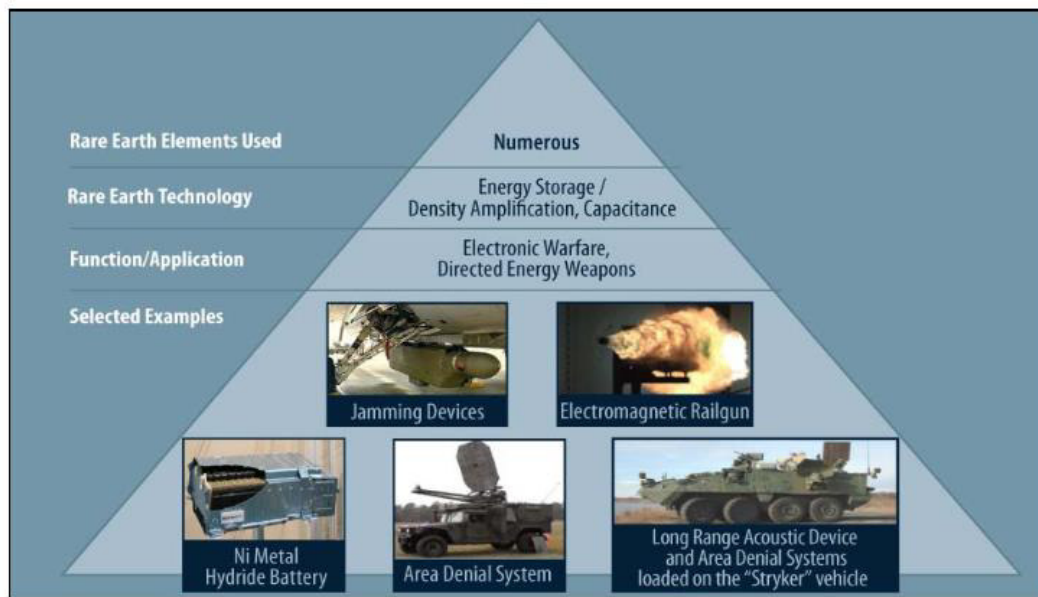 Rare Earth Elements Used
Numerous
Rare Earth Technology
Energy Storage /
Density Amplification, Capacitance
Function/Application
Electronic Warfare,
Directed Energy Weapons
Selected Examples
Jamming Devices
Electromagnetic Railgun
Ni Metal
Hydride Battery
Area Denial System
Long Range Acoustic Device
and Area Denial Systems
loaded on the “Stryker” vehicle